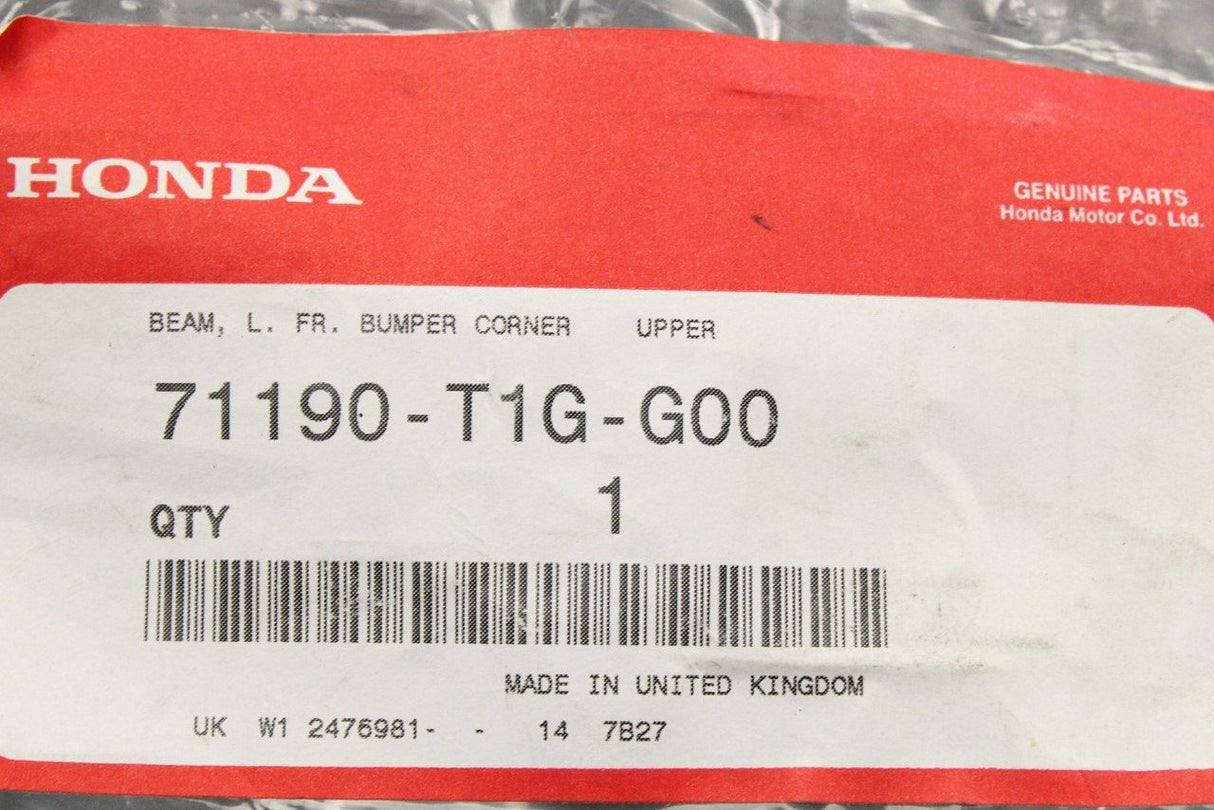 HONDA
GENUINE PARTS
Honda Motor Co. Ltd.
BEAM, L. FR. BUMPER CORNER UPPER
71190-T1G-G00
QTY 1
MADE IN UNITED KINGDOM
UK W1 2476981- - 14 7B27